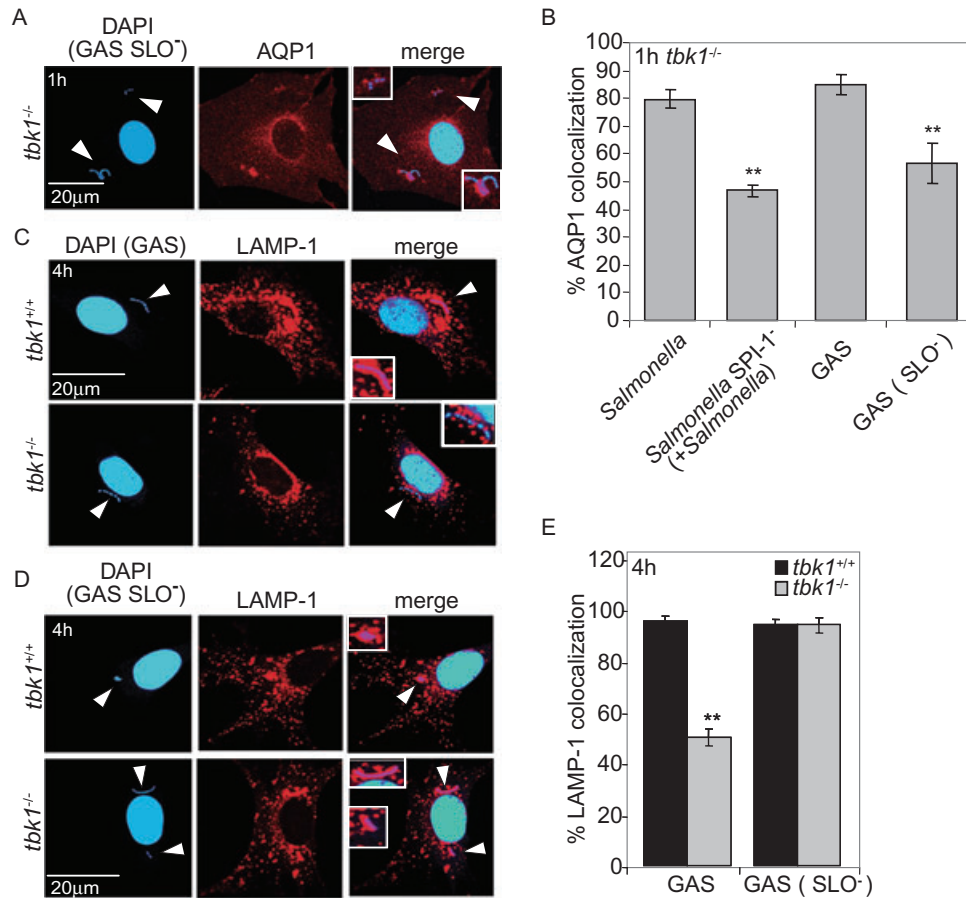 A
DAPI
(GAS SLO⁻)
AQP1
merge
1h
tbk1⁻/⁻
20μm
B
100
90
80
70
60
50
40
30
20
10
0
% AQP1 colocalization
1h tbk1⁻/⁻
**
**
Salmonella
Salmonella SPI-1⁻
(+Salmonella)
GAS
GAS ( SLO⁻)
C
DAPI (GAS)
LAMP-1
merge
4h
tbk1⁺/⁺
20μm
tbk1⁻/⁻
D
DAPI
(GAS SLO⁻)
LAMP-1
merge
4h
tbk1⁺/⁺
tbk1⁻/⁻
20μm
E
120
100
80
60
40
20
0
% LAMP-1 colocalization
4h
tbk1⁺/⁺
tbk1⁻/⁻
**
GAS
GAS ( SLO⁻)